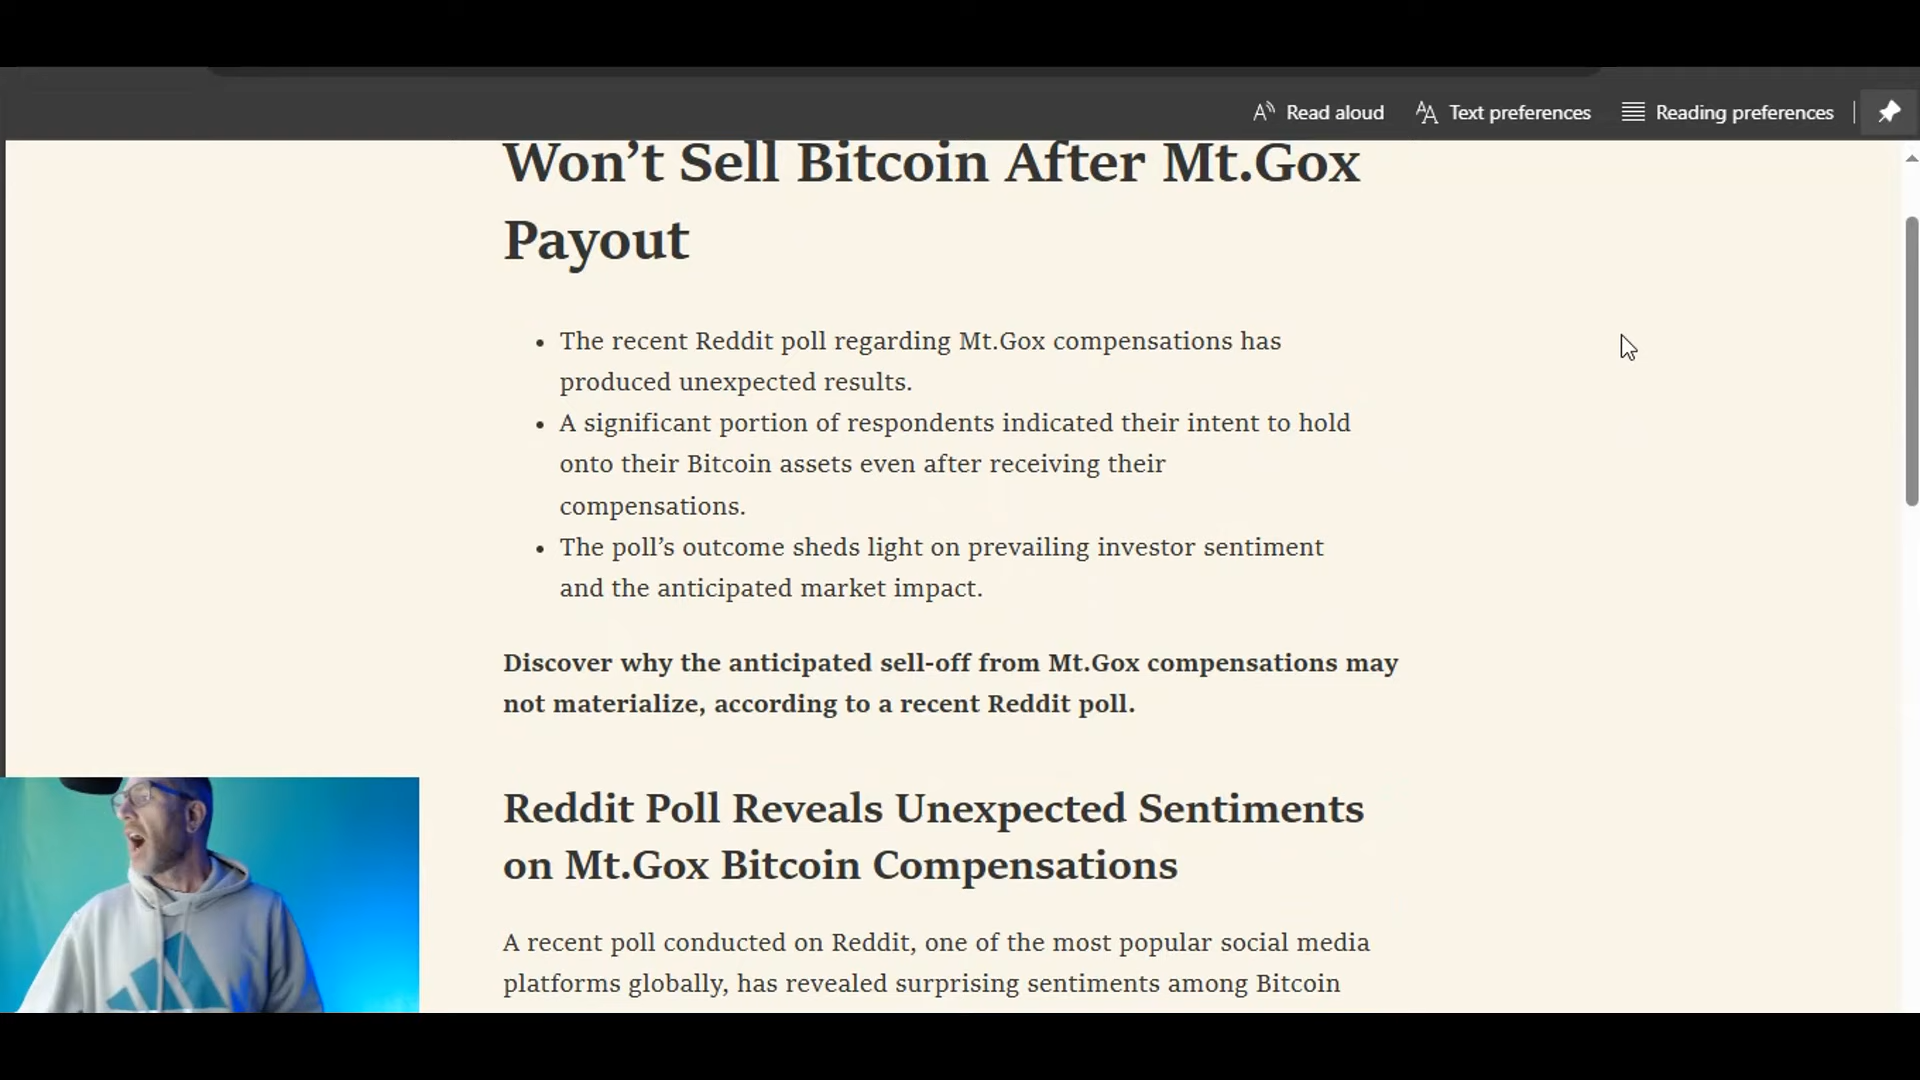 Read aloud
Text preferences
Reading preferences
Won’t Sell Bitcoin After Mt.Gox
Payout
• The recent Reddit poll regarding Mt.Gox compensations has
produced unexpected results.
• A significant portion of respondents indicated their intent to hold
onto their Bitcoin assets even after receiving their
compensations.
• The poll’s outcome sheds light on prevailing investor sentiment
and the anticipated market impact.
Discover why the anticipated sell-off from Mt.Gox compensations may
not materialize, according to a recent Reddit poll.
Reddit Poll Reveals Unexpected Sentiments
on Mt.Gox Bitcoin Compensations
A recent poll conducted on Reddit, one of the most popular social media
platforms globally, has revealed surprising sentiments among Bitcoin